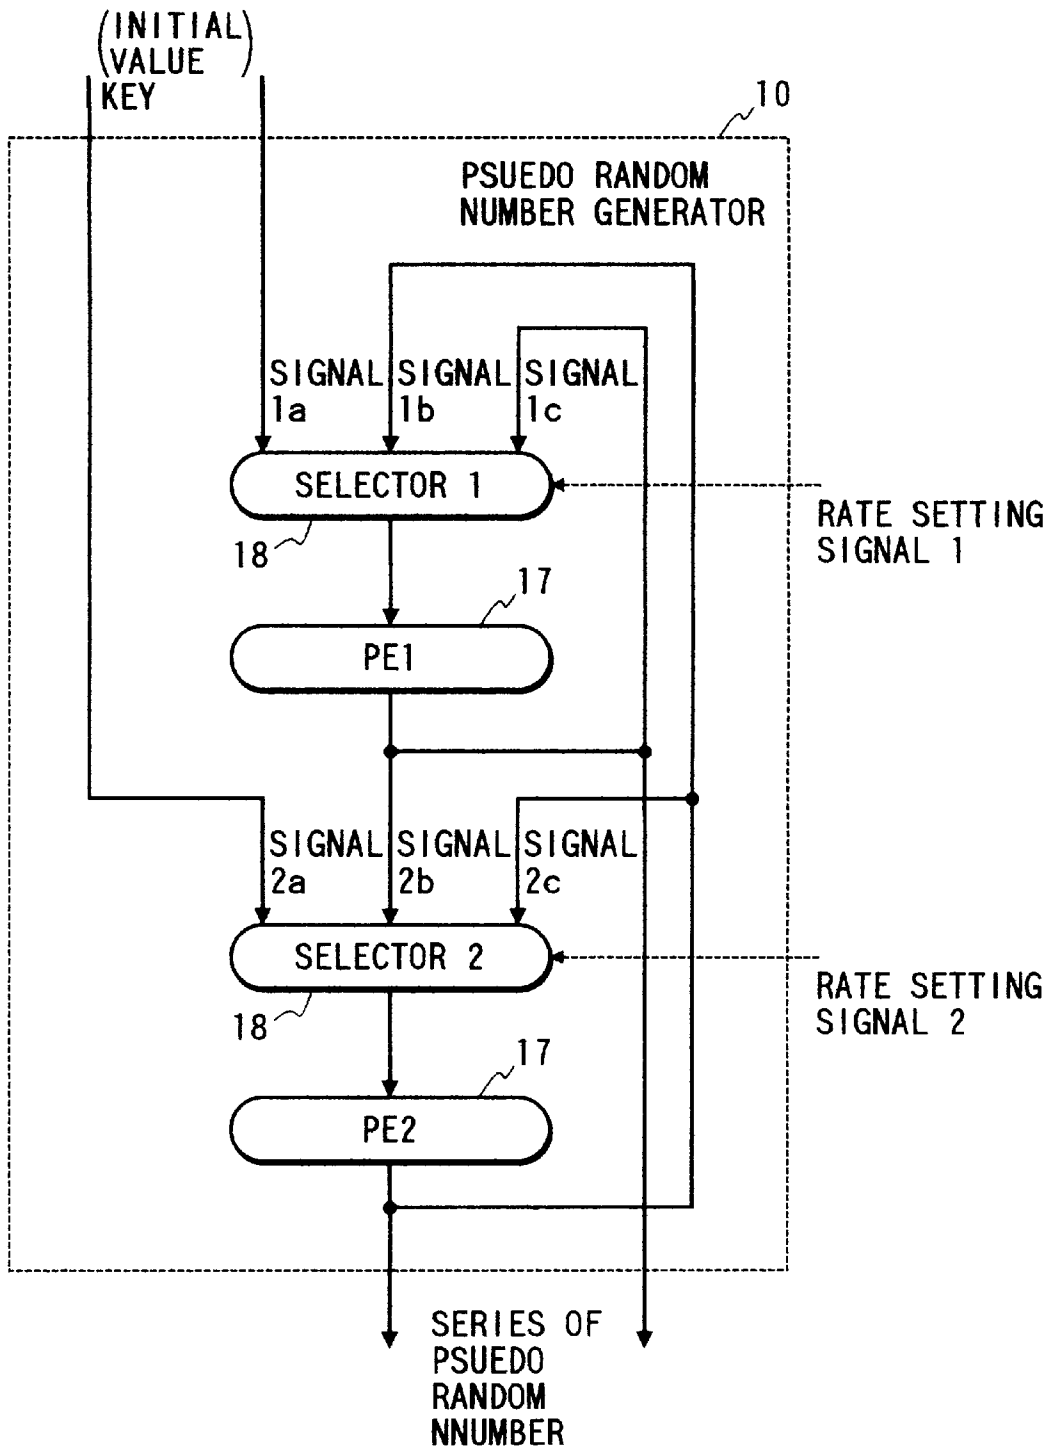 (INITIAL
VALUE)
KEY
10
PSUEDO RANDOM
NUMBER GENERATOR
SIGNAL
1a
SIGNAL
1b
SIGNAL
1c
SELECTOR 1
RATE SETTING
SIGNAL 1
18
17
PE1
SIGNAL
2a
SIGNAL
2b
SIGNAL
2c
SELECTOR 2
RATE SETTING
SIGNAL 2
18
17
PE2
SERIES OF
PSUEDO
RANDOM
NNUMBER